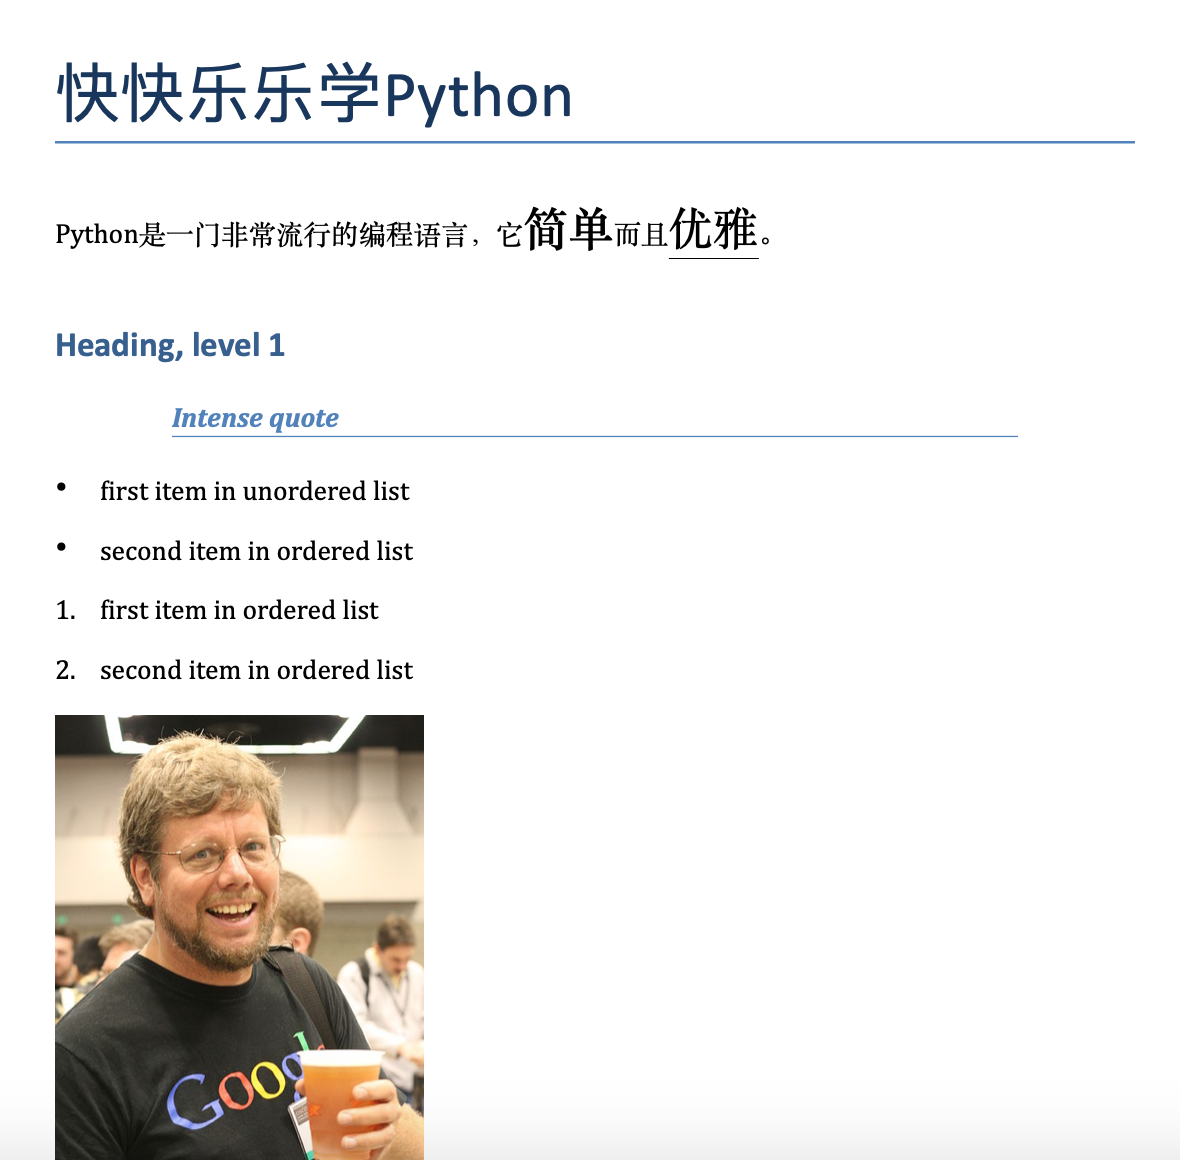 快快乐乐学Python
Python是一门非常流行的编程语言，它简单而且优雅。
Heading, level 1
Intense quote
• first item in unordered list
• second item in ordered list
1. first item in ordered list
2. second item in ordered list
Googl